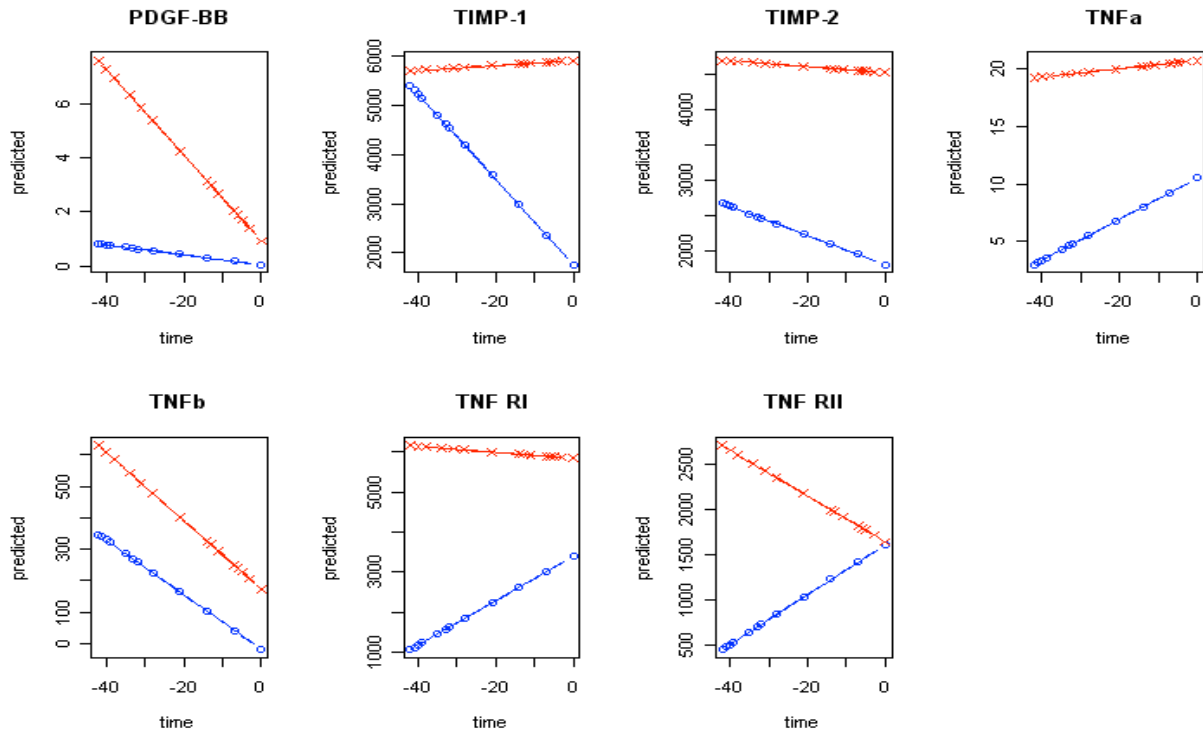 PDGF-BB
predicted
0 2 4 6
-40 -20 0
time
TIMP-1
predicted
2000 3000 4000 5000 6000
-40 -20 0
time
TIMP-2
predicted
2000 3000 4000
-40 -20 0
time
TNFa
predicted
5 10 15 20
-40 -20 0
time
TNFb
predicted
0 100 300 500
-40 -20 0
time
TNF RI
predicted
1000 3000 5000
-40 -20 0
time
TNF RII
predicted
500 1000 1500 2000 2500
-40 -20 0
time